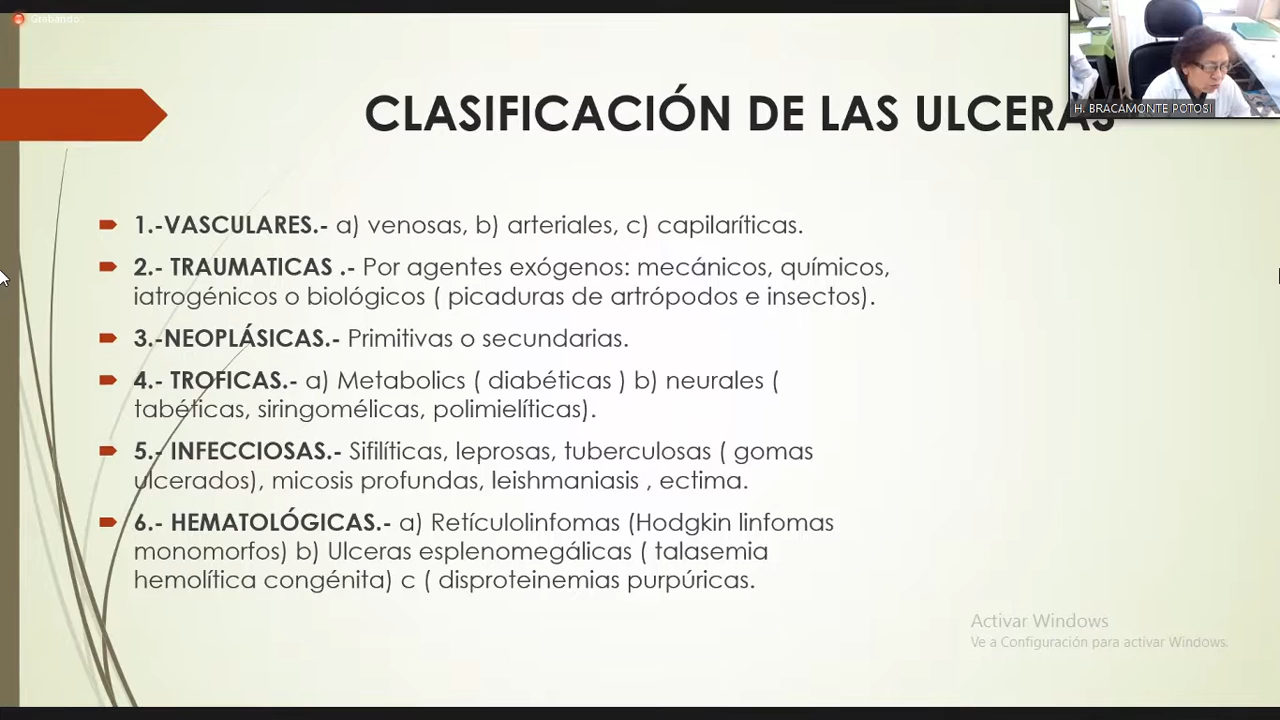 Grabando
CLASIFICACIÓN DE LAS ULCERAS
H. BRACAMONTE POTOSI
1.-VASCULARES.- a) venosas, b) arteriales, c) capilaríticas.
2.- TRAUMATICAS .- Por agentes exógenos: mecánicos, químicos,
iatrogénicos o biológicos ( picaduras de artrópodos e insectos).
3.-NEOPLÁSICAS.- Primitivas o secundarias.
4.- TROFICAS.- a) Metabolics ( diabéticas ) b) neurales (
tabéticas, siringomélicas, polimielíticas).
5.- INFECCIOSAS.- Sifilíticas, leprosas, tuberculosas ( gomas
ulcerados), micosis profundas, leishmaniasis , ectima.
6.- HEMATOLÓGICAS.- a) Retículolinfomas (Hodgkin linfomas
monomorfos) b) Ulceras esplenomegálicas ( talasemia
hemolítica congénita) c ( disproteinemias purpúricas.
Activar Windows
Ve a Configuración para activar Windows.